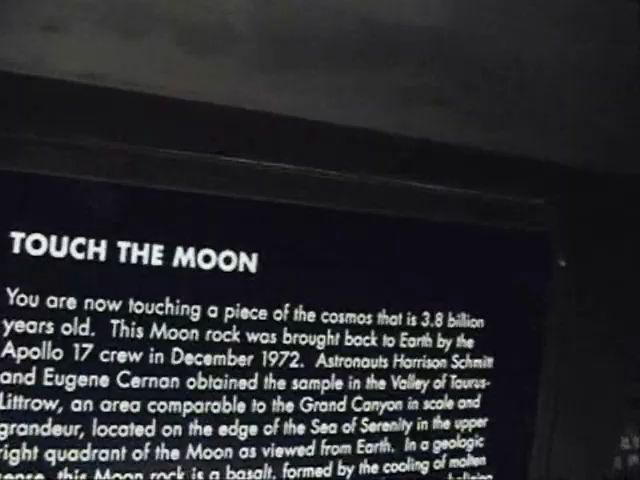 TOUCH THE MOON
You are now touching a piece of the cosmos that is 3.8 billion
years old. This Moon rock was brought back to Earth by the
Apollo 17 crew in December 1972. Astronauts Harrison Schmitt
and Eugene Cernan obtained the sample in the Valley of Taurus-
Littrow, an area comparable to the Grand Canyon in scale and
grandeur, located on the edge of the Sea of Serenity in the upper
right quadrant of the Moon as viewed from Earth. In a geologic
sense, this Moon rock is a basalt, formed by the cooling of molten